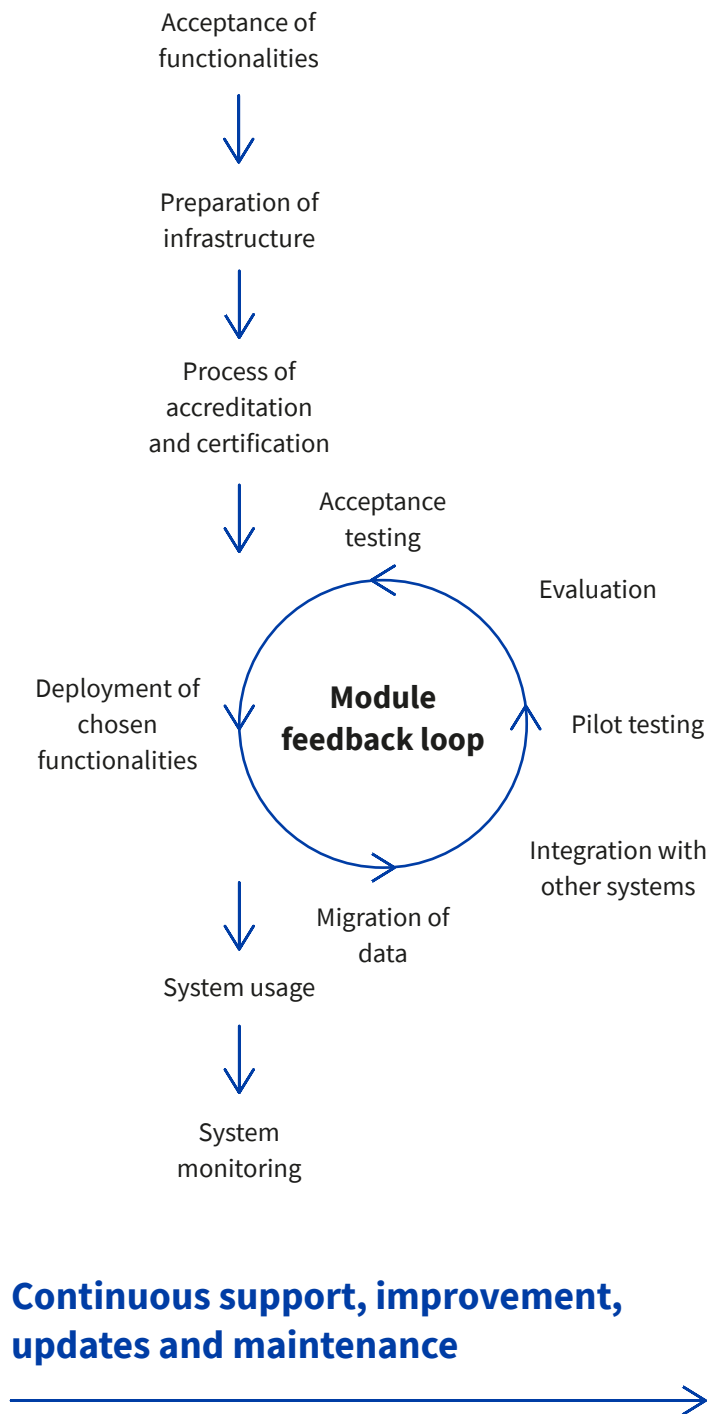 Acceptance of
functionalities
Preparation of
infrastructure
Process of
accreditation
and certification
Acceptance
testing
Evaluation
Deployment of
chosen
functionalities
Module
feedback loop
Pilot testing
Integration with
other systems
Migration of
data
System usage
System
monitoring
Continuous support, improvement,
updates and maintenance